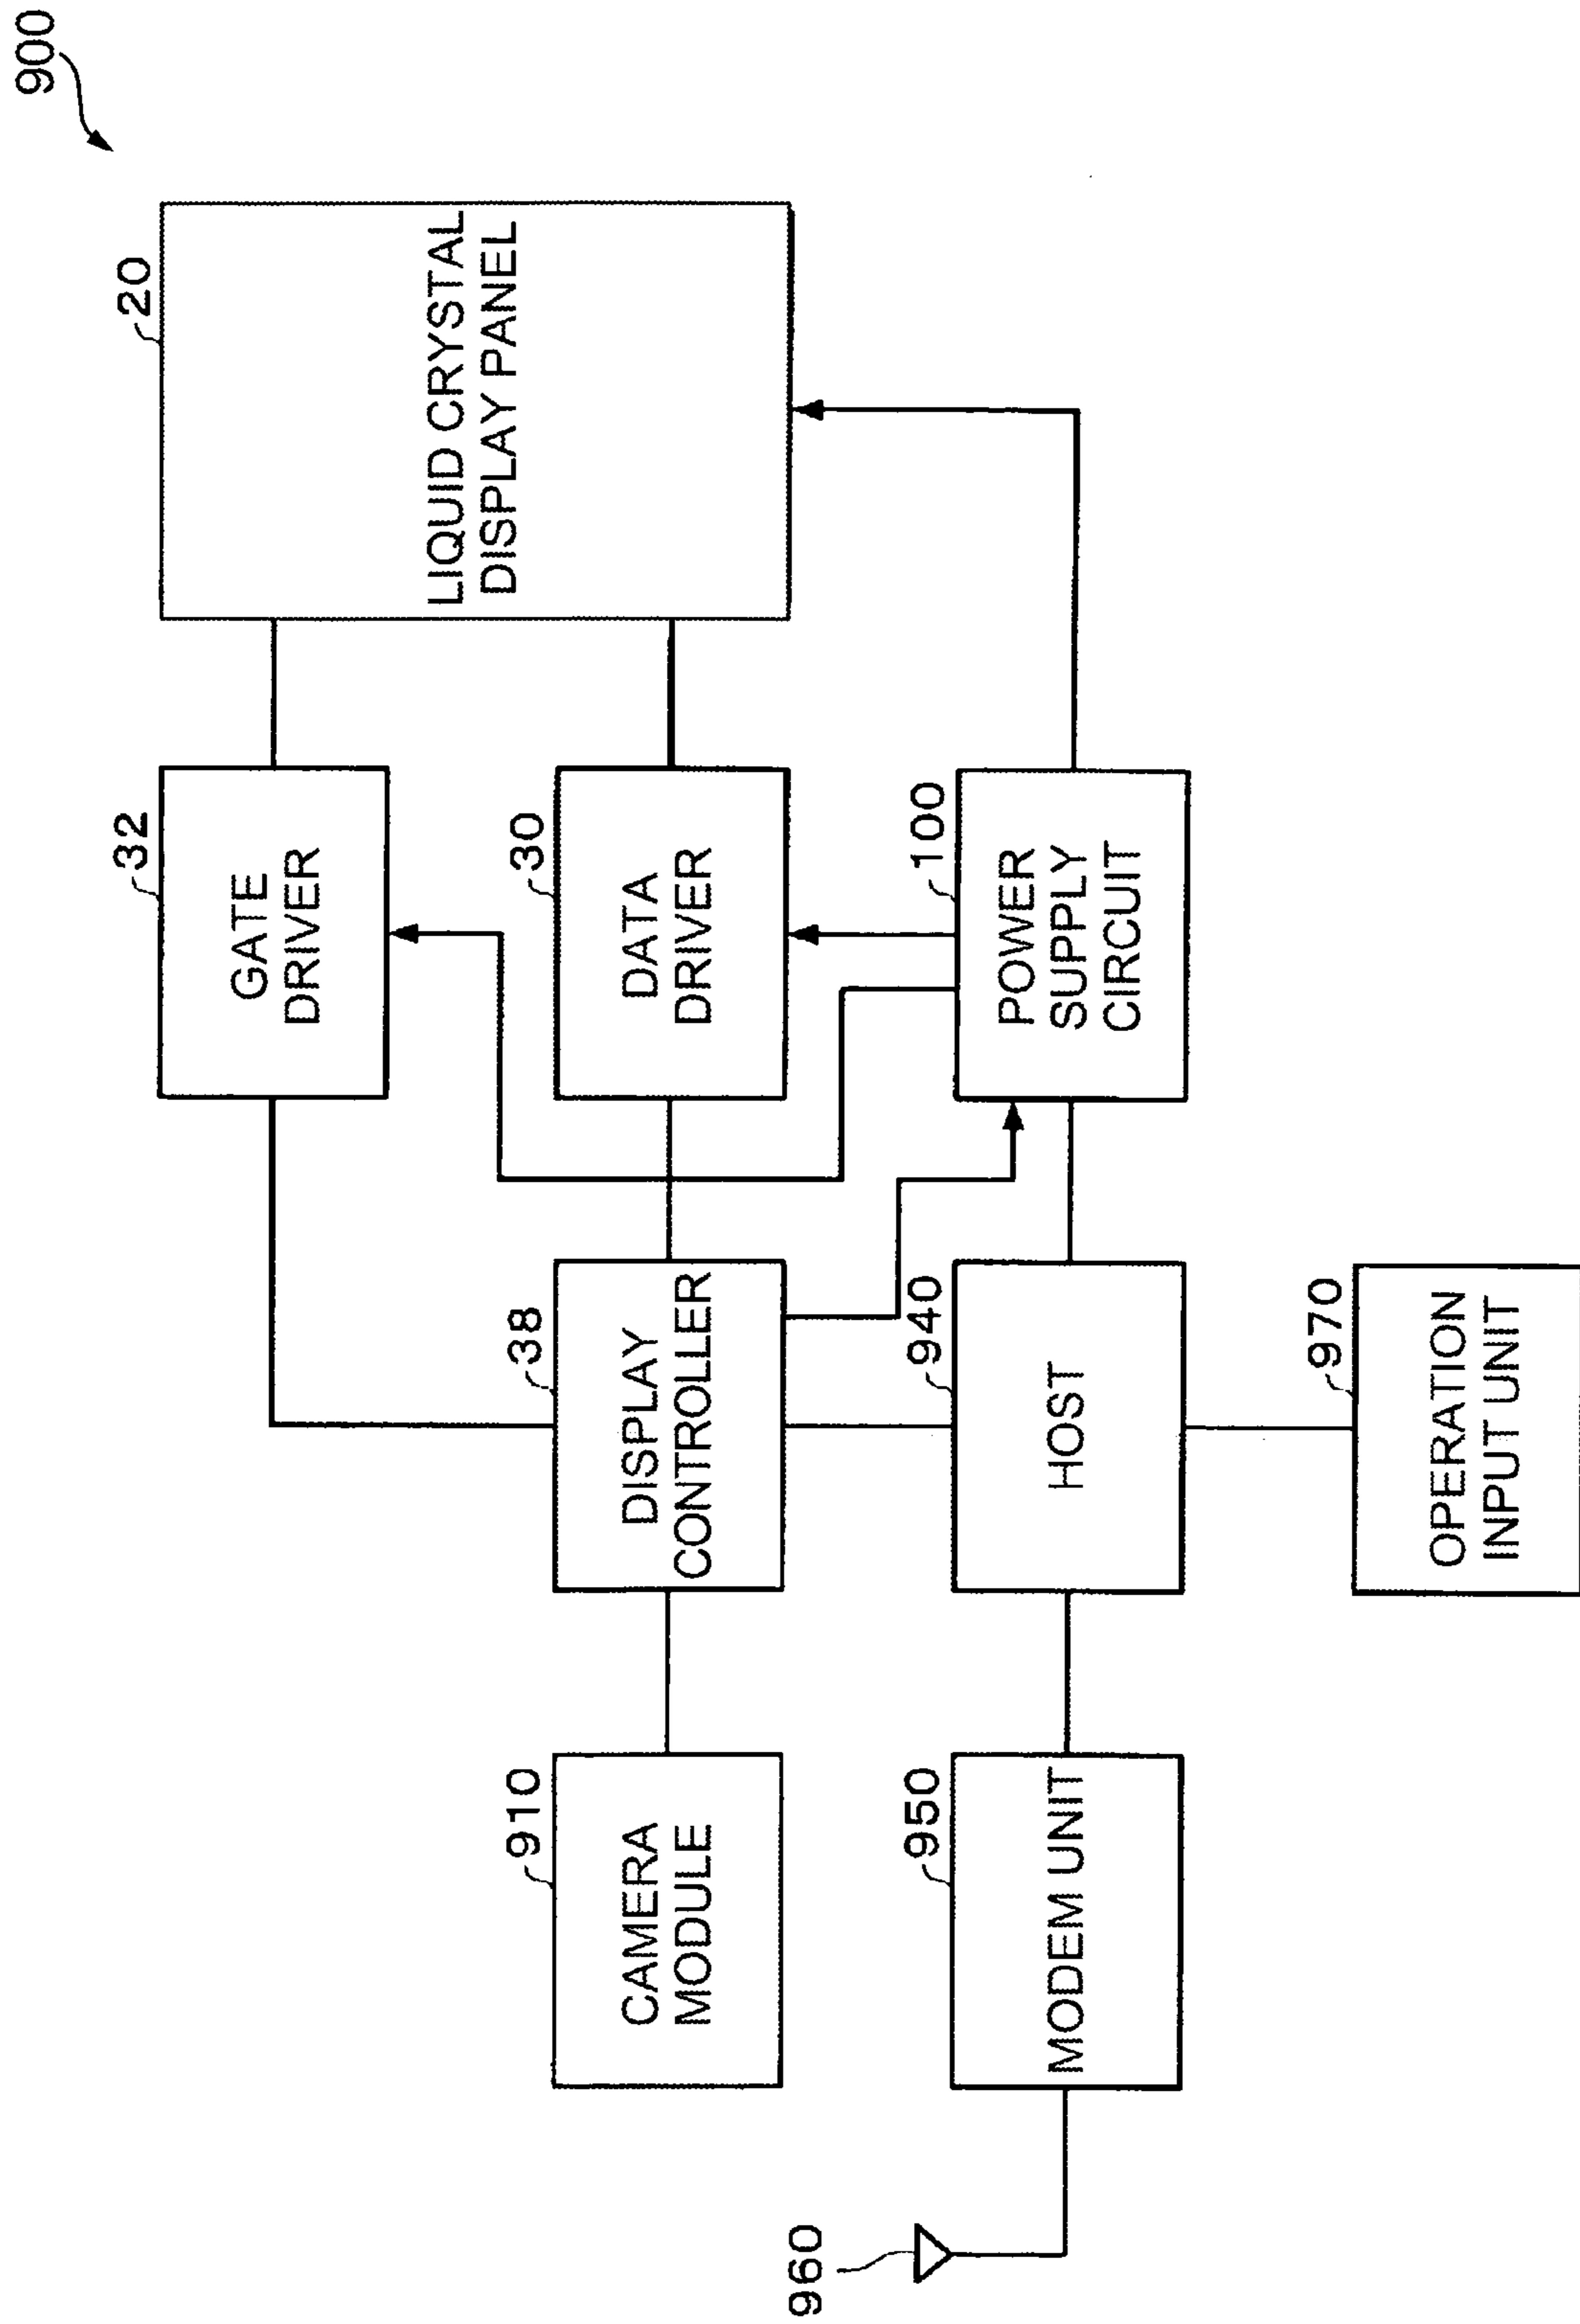 900
20
LIQUID CRYSTAL
DISPLAY PANEL
32
GATE
DRIVER
30
DATA
DRIVER
100
POWER
SUPPLY
CIRCUIT
38
DISPLAY
CONTROLLER
940
HOST
970
OPERATION
INPUT UNIT
910
CAMERA
MODULE
950
MODEM UNIT
960